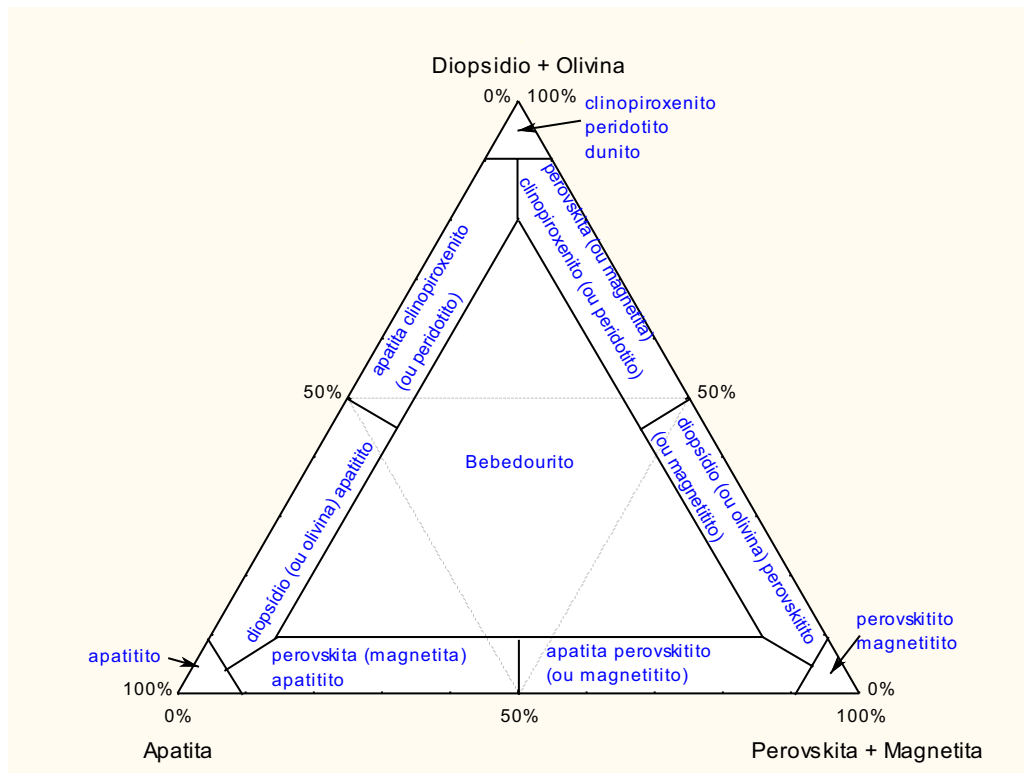 Diopsidio + Olivina
0% 100%
clinopiroxenito
peridotito
dunito
perovskita (ou magnetita)
clinopiroxenito (ou peridotito)
apatita clinopiroxenito
(ou peridotito)
50%
50%
diopsídio (ou olivina) apatitito
Bebedourito
diopsídio (ou olivina) perovskitito
(ou magnetitito)
apatitito
perovskita (magnetita)
apatitito
apatita perovskitito
(ou magnetitito)
perovskitito
magnetitito
100%
0%
0%
50%
100%
Apatita
Perovskita + Magnetita